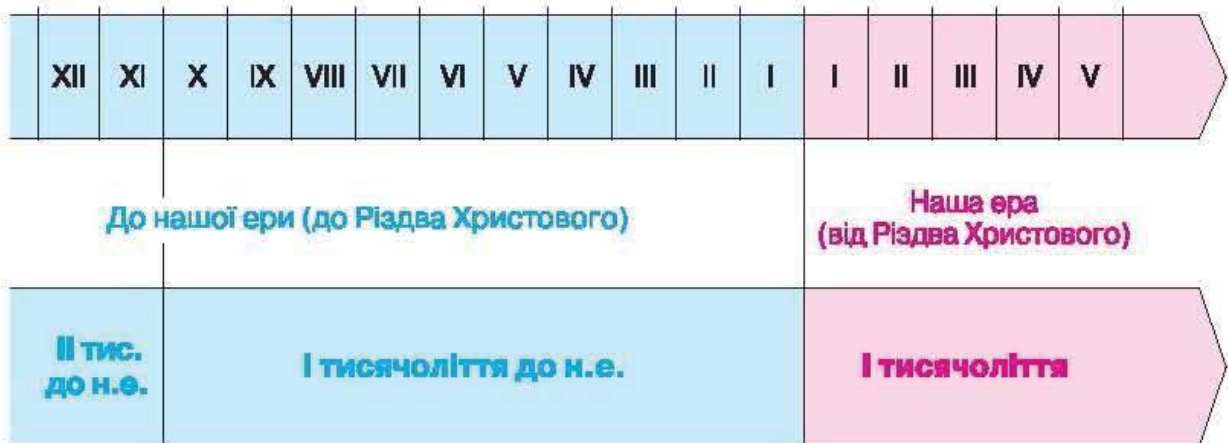 XII XI X IX VIII VII VI V IV III II I I II III IV V
До нашої ери (до Різдва Христового)
Наша ера
(від Різдва Христового)
II тис.
до н.е.
I тисячоліття до н.е.
I тисячоліття